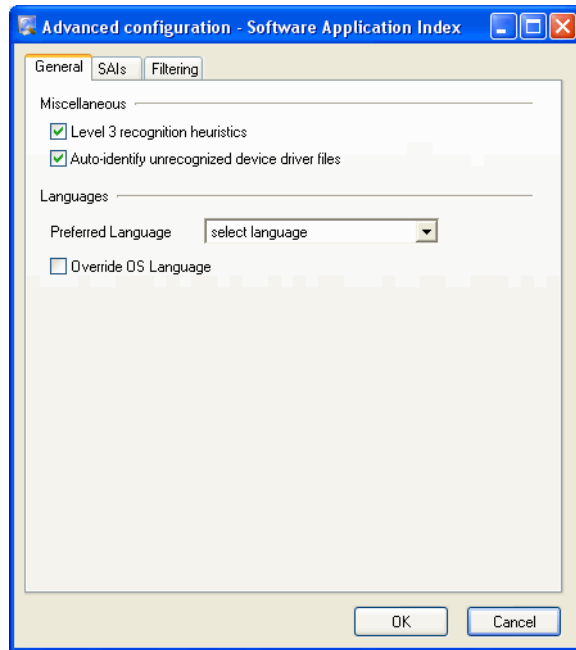 Advanced configuration - Software Application Index
General SAIs Filtering
Miscellaneous
Level 3 recognition heuristics
Auto-identify unrecognized device driver files
Languages
Preferred Language select language
Override OS Language
OK Cancel